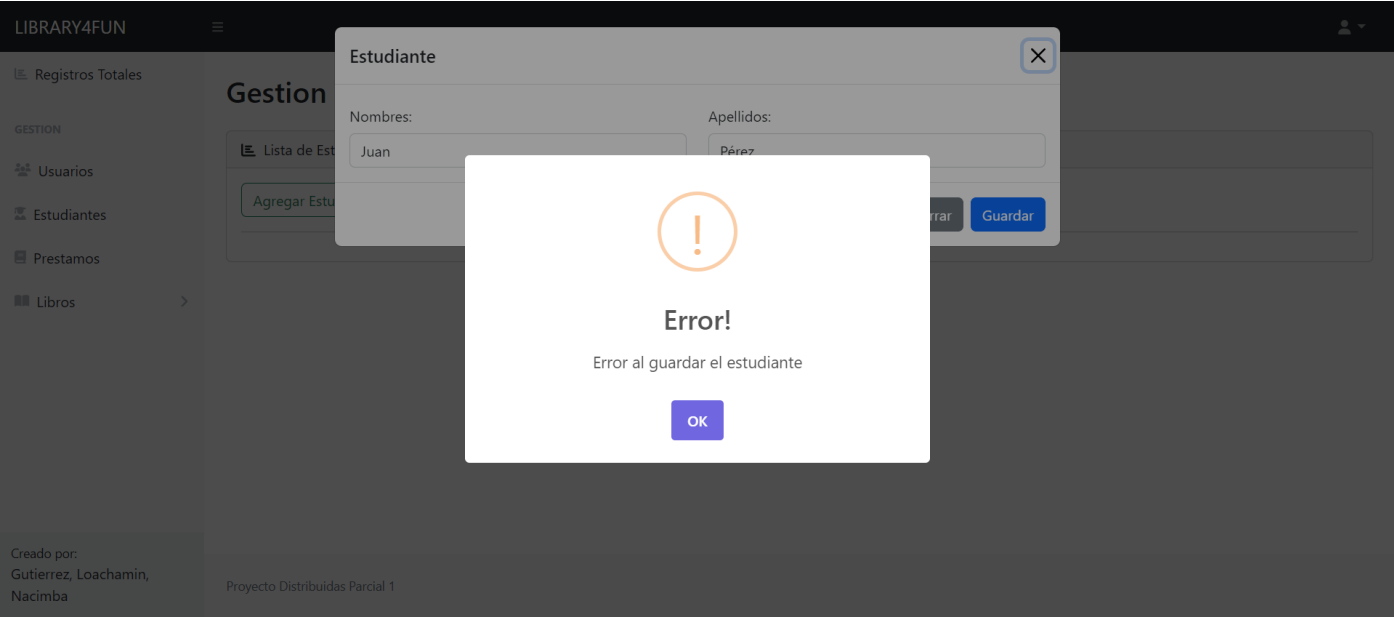 LIBRARY4FUN
Registros Totales
GESTION
Usuarios
Estudiantes
Prestamos
Libros
Creado por:
Gutierrez, Loachamin,
Nacimba
Gestion
Lista de Est
Agregar Estu
Estudiante
Nombres:
Apellidos:
Juan
Pérez
rrar
Guardar
!
Error!
Error al guardar el estudiante
OK
Proyecto Distribuidas Parcial 1